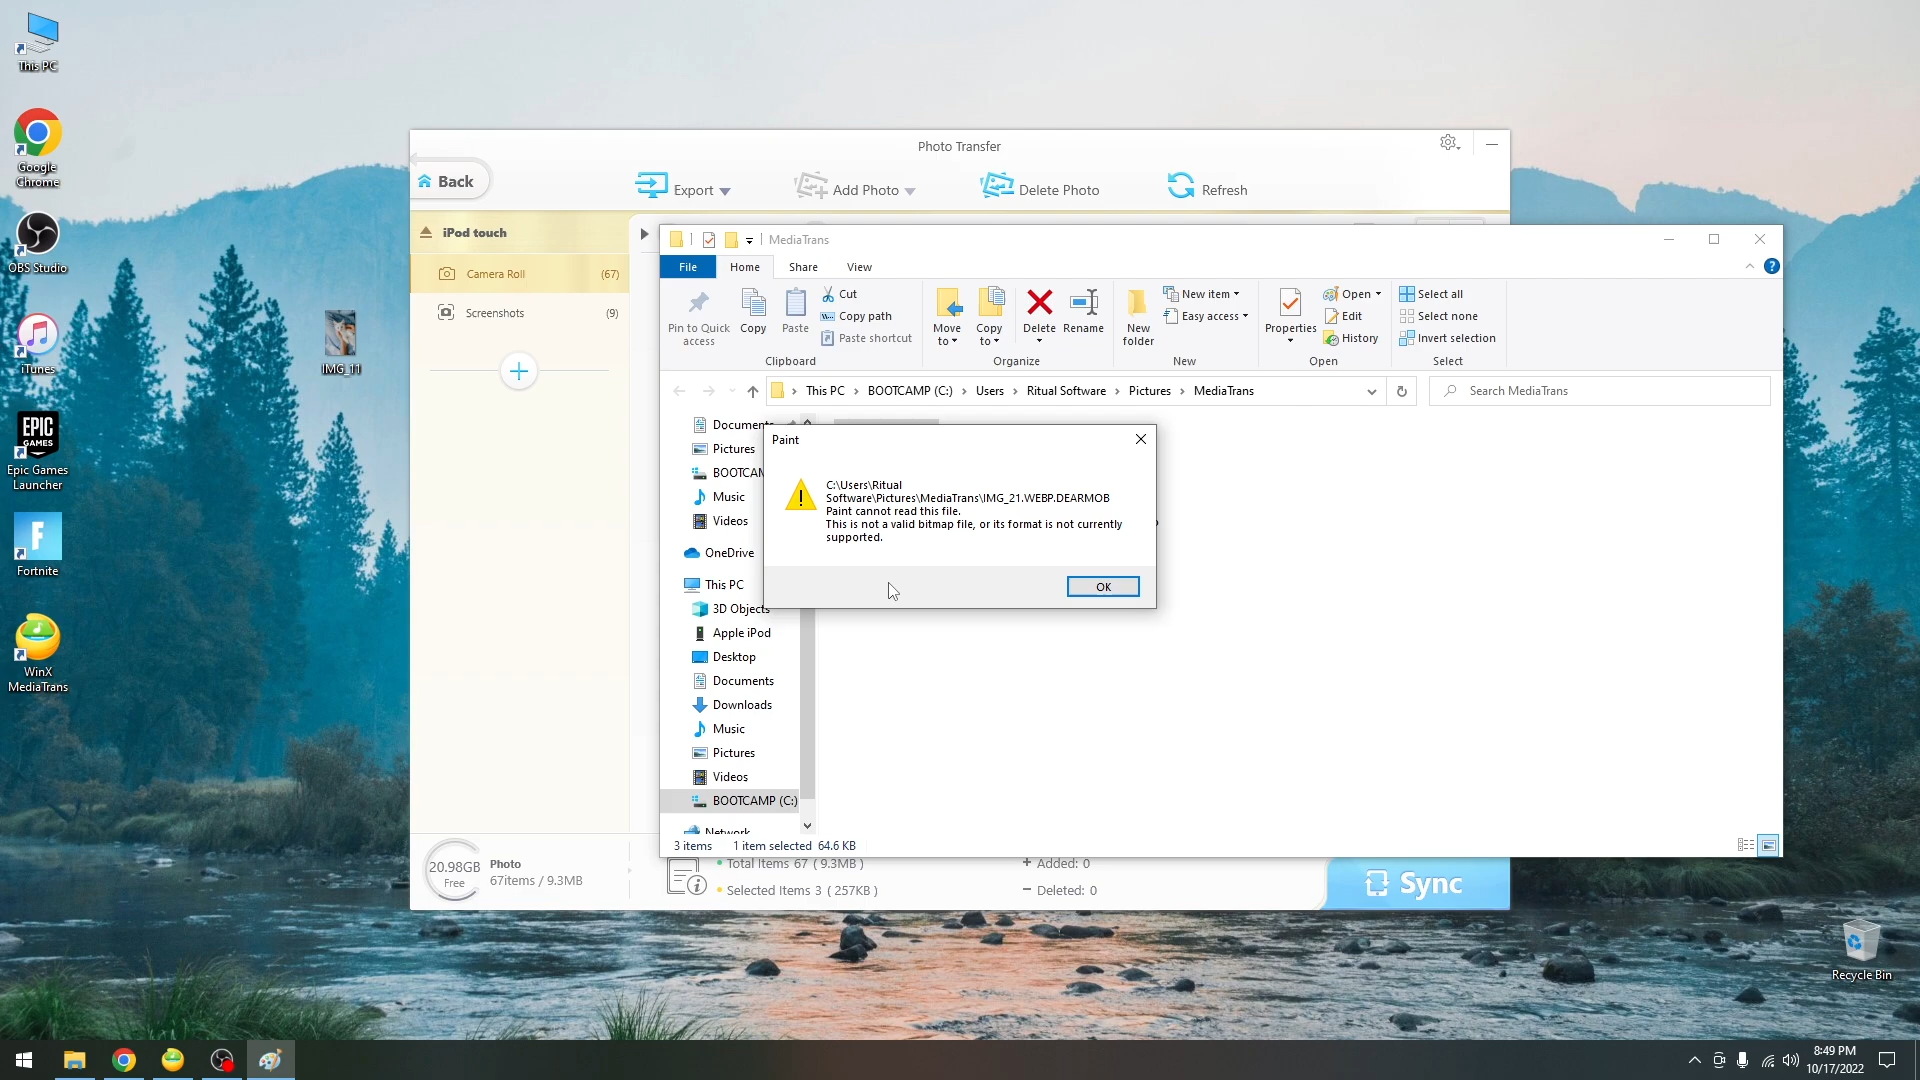 This PC
Google
Chrome
OBS Studio
iTunes
EPIC
GAMES
Epic Games
Launcher
Fortnite
WinX
MediaTrans
IMG_11
Photo Transfer
Back
Export
Add Photo
Delete Photo
Refresh
iPod touch
Camera Roll (67)
Screenshots (9)
20.98GB
Free
Photo
67items / 9.3MB
MediaTrans
File Home Share View
Pin to Quick
access
Copy
Paste
Cut
Copy path
Paste shortcut
Clipboard
Move
to
Copy
to
Delete
Rename
Organize
New
folder
New item
Easy access
New
Properties
Open
Edit
History
Open
Select all
Select none
Invert selection
Select
This PC › BOOTCAMP (C:) › Users › Ritual Software › Pictures › MediaTrans
Search MediaTrans
Pictures
Music
Videos
OneDrive
This PC
3D Objects
Apple iPod
Desktop
Documents
Downloads
Music
Pictures
Videos
BOOTCAMP (C:)
Network
Paint
C:\Users\Ritual
Software\Pictures\MediaTrans\IMG_21.WEBP.DEARMOB
Paint cannot read this file.
This is not a valid bitmap file, or its format is not currently
supported.
OK
3 items 1 item selected 64.6 KB
Total Items 67 ( 9.3MB )
+ Added: 0
Selected Items 3 ( 257KB )
− Deleted: 0
Sync
Recycle Bin
8:49 PM
10/17/2022